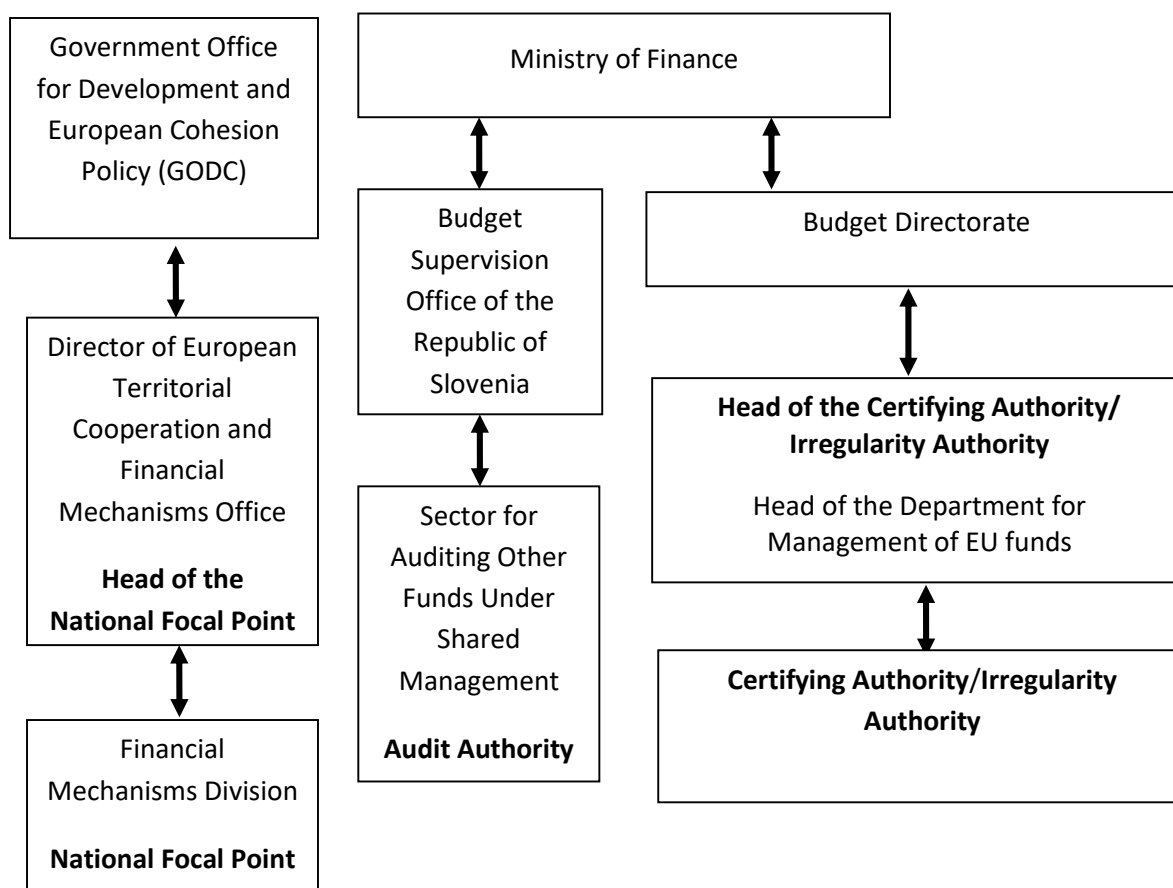 Government Office
for Development and
European Cohesion
Policy (GODC)
Ministry of Finance
Budget
Supervision
Office of the
Republic of
Slovenia
Budget Directorate
Director of European
Territorial
Cooperation and
Financial
Mechanisms Office
Head of the
National Focal Point
Head of the Certifying Authority/
Irregularity Authority
Head of the Department for
Management of EU funds
Sector for
Auditing Other
Funds Under
Shared
Management
Audit Authority
Certifying Authority/Irregularity
Authority
Financial
Mechanisms Division
National Focal Point